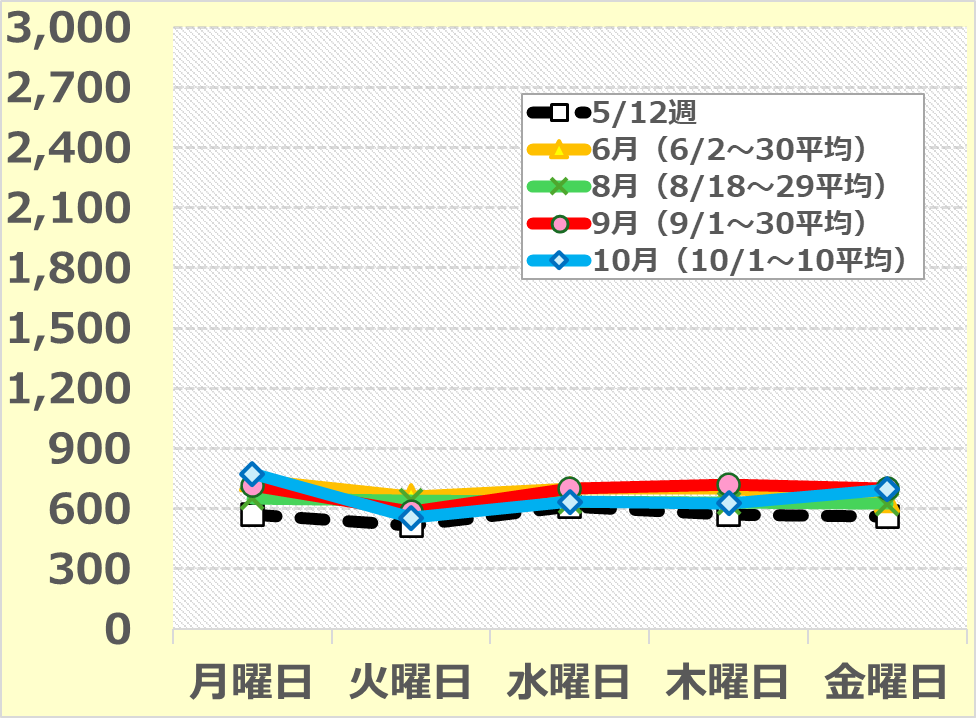 3,000
2,700
2,400
2,100
1,800
1,500
1,200
900
600
300
0
5/12週
6月（6/2～30平均）
8月（8/18～29平均）
9月（9/1～30平均）
10月（10/1～10平均）
月曜日 火曜日 水曜日 木曜日 金曜日